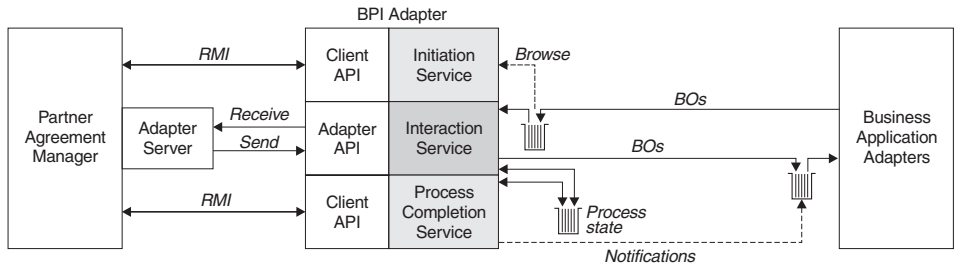 BPI Adapter
Partner
Agreement
Manager
RMI
Client
API
Initiation
Service
Browse
BOs
Adapter
Server
Receive
Send
Adapter
API
Interaction
Service
BOs
Business
Application
Adapters
RMI
Client
API
Process
Completion
Service
Process
state
Notifications